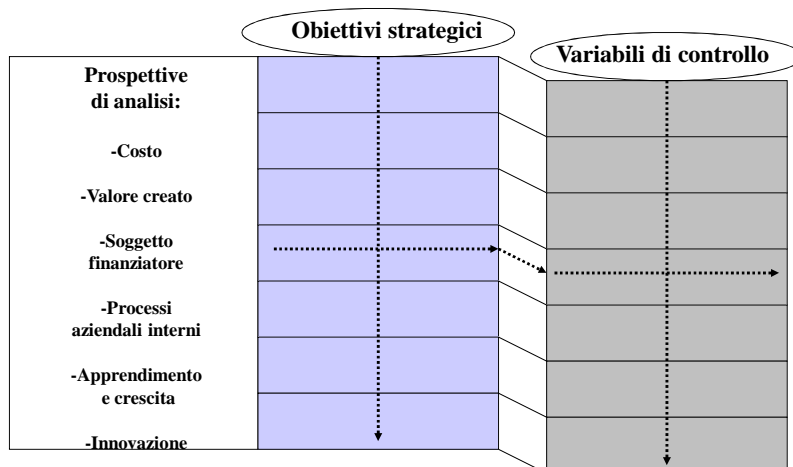 Obiettivi strategici
Variabili di controllo
Prospettive
di analisi:
-Costo
-Valore creato
-Soggetto
finanziatore
-Processi
aziendali interni
-Apprendimento
e crescita
-Innovazione